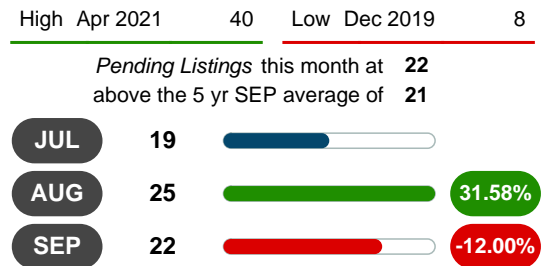 High Apr 2021 40 Low Dec 2019 8
Pending Listings this month at 22
above the 5 yr SEP average of 21
JUL 19
AUG 25 31.58%
SEP 22 -12.00%